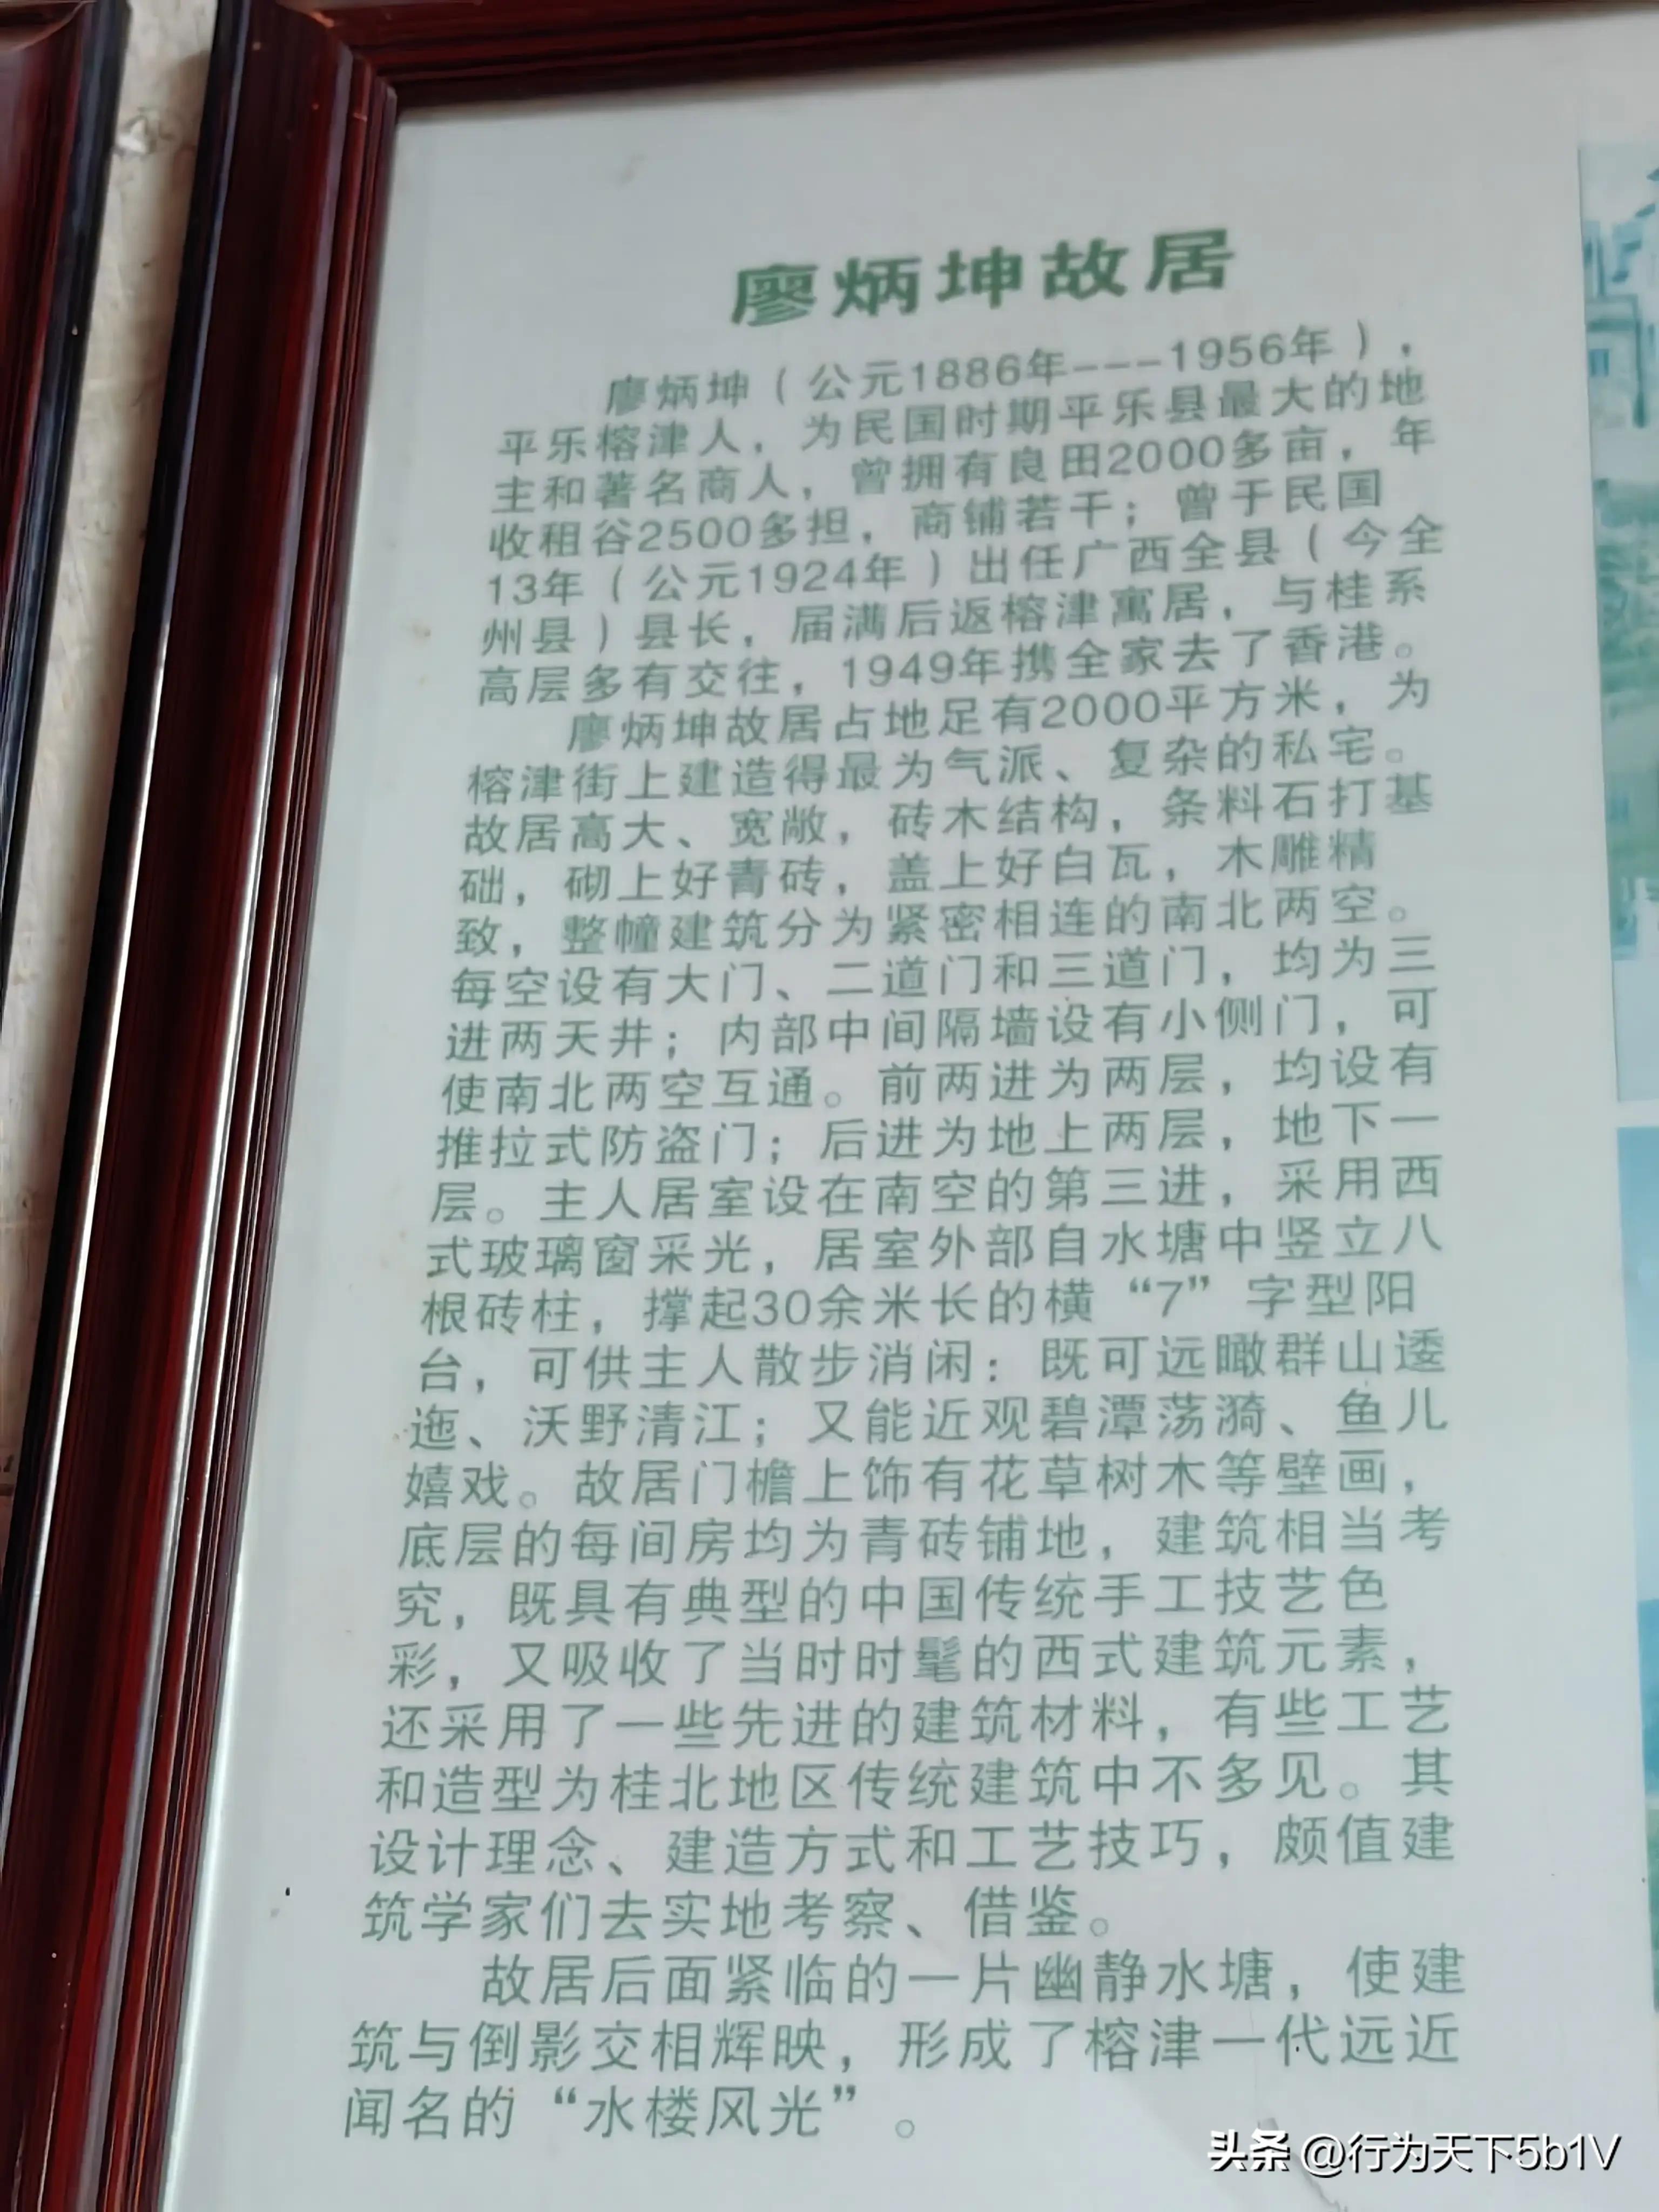 廖炳坤故居
廖炳坤（公元1886年---1956年），
平乐榕津人，为民国时期平乐县最大的地
主和著名商人，曾拥有良田2000多亩，年
收租谷2500多担，商铺若干；曾于民国
13年（公元1924年）出任广西全县（今全
州县）县长，届满后返榕津寓居，与桂系
高层多有交往，1949年携全家去了香港。
廖炳坤故居占地足有2000平方米，为
榕津街上建造得最为气派、复杂的私宅。
故居高大、宽敞，砖木结构，条料石打基
础，砌上好青砖，盖上好白瓦，木雕精
致，整幢建筑分为紧密相连的南北两空。
每空设有大门、二道门和三道门，均为三
进两天井；内部中间隔墙设有小侧门，可
使南北两空互通。前两进为两层，均设有
推拉式防盗门；后进为地上两层，地下一
层。主人居室设在南空的第三进，采用西
式玻璃窗采光，居室外部自水塘中竖立八
根砖柱，撑起30余米长的横“7”字型阳
台，可供主人散步消闲：既可远瞰群山逶
迤、沃野清江；又能近观碧潭荡漪、鱼儿
嬉戏。故居门檐上饰有花草树木等壁画，
底层的每间房均为青砖铺地，建筑相当考
究，既具有典型的中国传统手工技艺色
彩，又吸收了当时时髦的西式建筑元素，
还采用了一些先进的建筑材料，有些工艺
和造型为桂北地区传统建筑中不多见。其
设计理念、建造方式和工艺技巧，颇值建
筑学家们去实地考察、借鉴。
故居后面紧临的一片幽静水塘，使建
筑与倒影交相辉映，形成了榕津一代远近
闻名的“水楼风光”。
头条 @行为天下5b1V